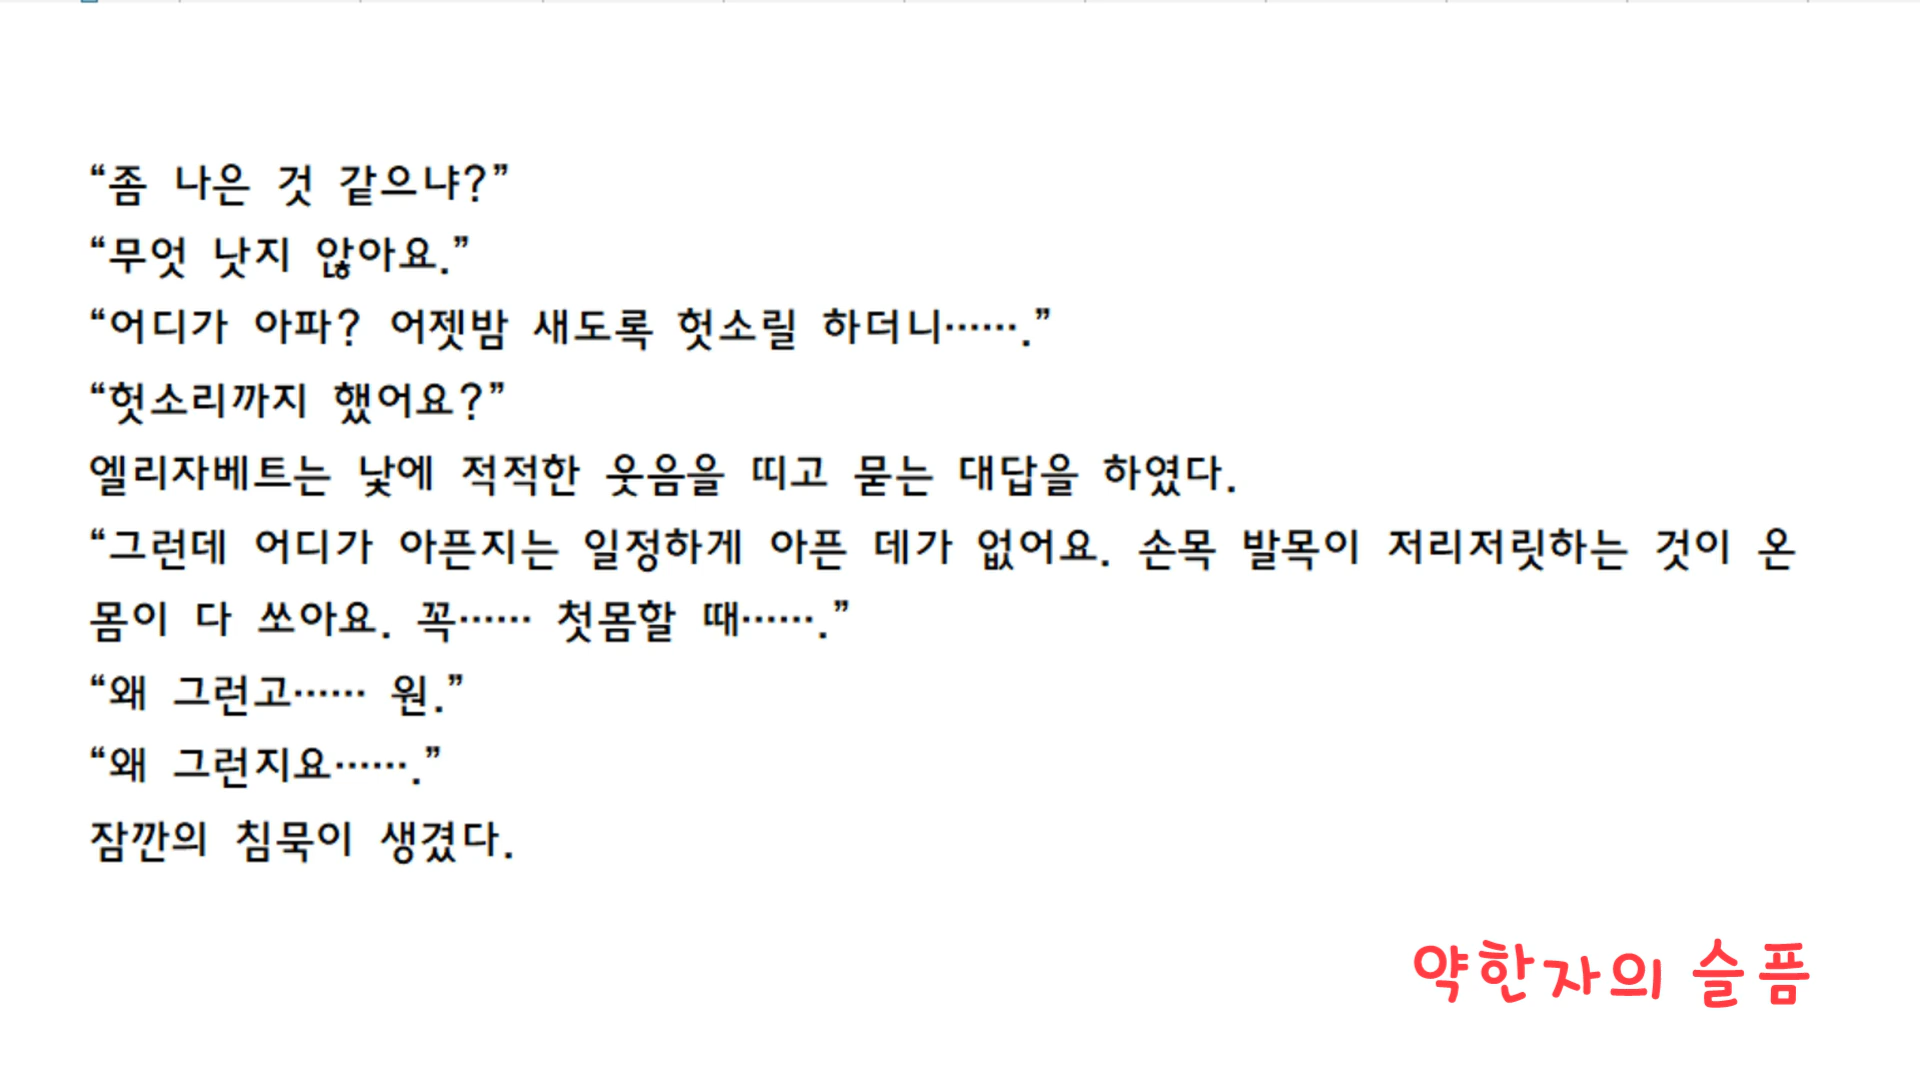 “좀 나은 것 같으냐?”
“무엇 낫지 않아요.”
“어디가 아파? 어젯밤 새도록 헛소릴 하더니…….”
“헛소리까지 했어요?”
엘리자베트는 낯에 적적한 웃음을 띠고 묻는 대답을 하였다.
“그런데 어디가 아픈지는 일정하게 아픈 데가 없어요. 손목 발목이 저리저릿하는 것이 온
몸이 다 쏘아요. 꼭…… 첫몸할 때…….”
“왜 그런고…… 원.”
“왜 그런지요…….”
잠깐의 침묵이 생겼다.
약한자의 슬픔